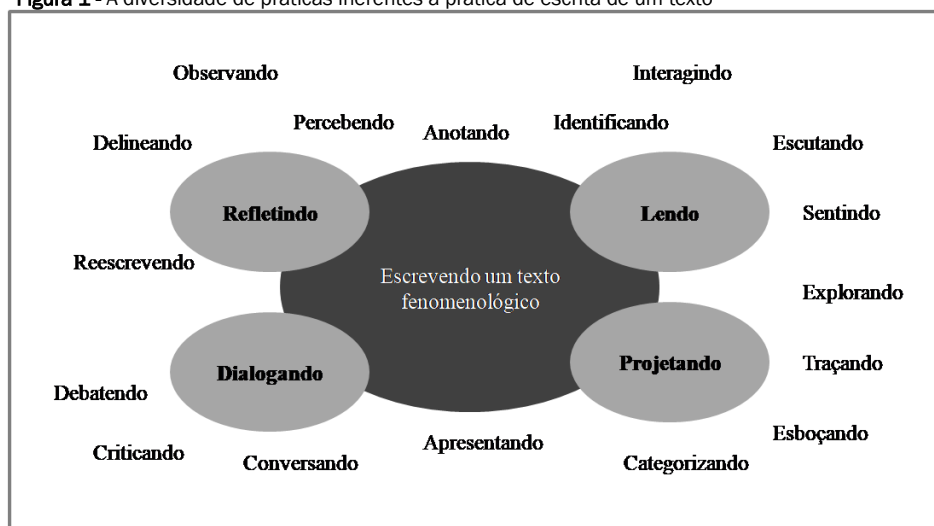 Figura 1 - A diversidade de práticas inerentes à prática de escrita de um texto
Observando
Interagindo
Percebendo
Anotando
Identificando
Delineando
Escutando
Refletindo
Lendo
Sentindo
Reescrevendo
Escrevendo um texto
fenomenológico
Explorando
Dialogando
Projetando
Traçando
Debatendo
Criticando
Conversando
Apresentando
Categorizando
Esboçando